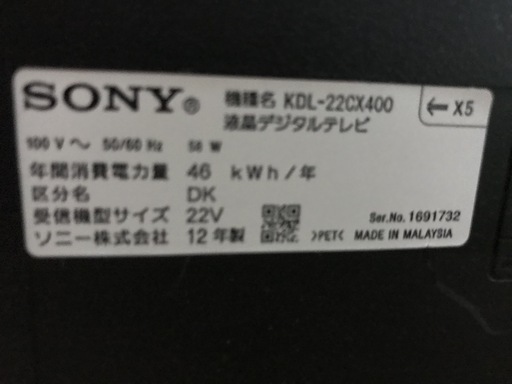 SONY® 機種名 KDL-22CX400 ← X5
液晶デジタルテレビ
100 V ～ 50/60 Hz 58 W
年間消費電力量 46 kWh/年
区分名 DK
受信機型サイズ 22V Ser.No. 1691732
ソニー株式会社 12年製 >PET< MADE IN MALAYSIA